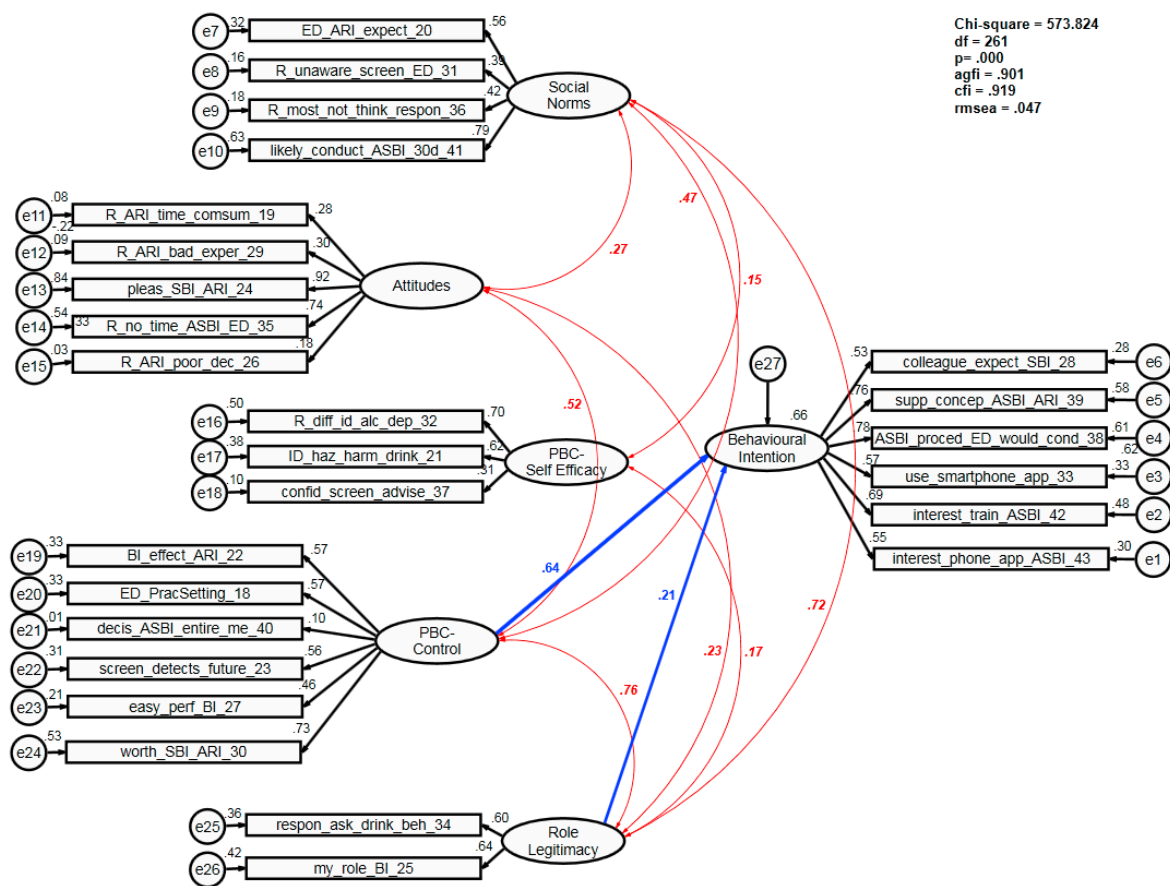 Chi-square = 573.824
df = 261
p= .000
agfi = .901
cfi = .919
rmsea = .047
e7 .32 ED_ARI_expect_20 .56
e8 .16 R_unaware_screen_ED_31 .39
e9 .18 R_most_not_think_respon_36 .42
e10 .63 likely_conduct_ASBI_30d_41 .79
Social
Norms
e11 .08 R_ARI_time_comsum_19 .28
-.22
e12 .09 R_ARI_bad_exper_29 .30
e13 .84 pleas_SBI_ARI_24 .92
e14 .54 .33 R_no_time_ASBI_ED_35 .74
e15 .03 R_ARI_poor_dec_26 .18
Attitudes
.47
.27
.15
e16 .50 R_diff_id_alc_dep_32 .70
e17 .38 ID_haz_harm_drink_21 .62
e18 .10 confid_screen_advise_37 .31
PBC-
Self Efficacy
.52
e27
.66
Behavioural
Intention
.53 colleague_expect_SBI_28 .28 e6
.76 supp_concep_ASBI_ARI_39 .58 e5
.78 ASBI_proced_ED_would_cond_38 .61 e4
.62
.57 use_smartphone_app_33 .33 e3
.69 interest_train_ASBI_42 .48 e2
.55 interest_phone_app_ASBI_43 .30 e1
e19 .33 BI_effect_ARI_22 .57
e20 .33 ED_PracSetting_18 .57
e21 .01 decis_ASBI_entire_me_40 .10
e22 .31 screen_detects_future_23 .56
e23 .21 easy_perf_BI_27 .46
e24 .53 worth_SBI_ARI_30 .73
PBC-
Control
.64
.21
.72
.23
.17
.76
e25 .36 respon_ask_drink_beh_34 .60
e26 .42 my_role_BI_25 .64
Role
Legitimacy